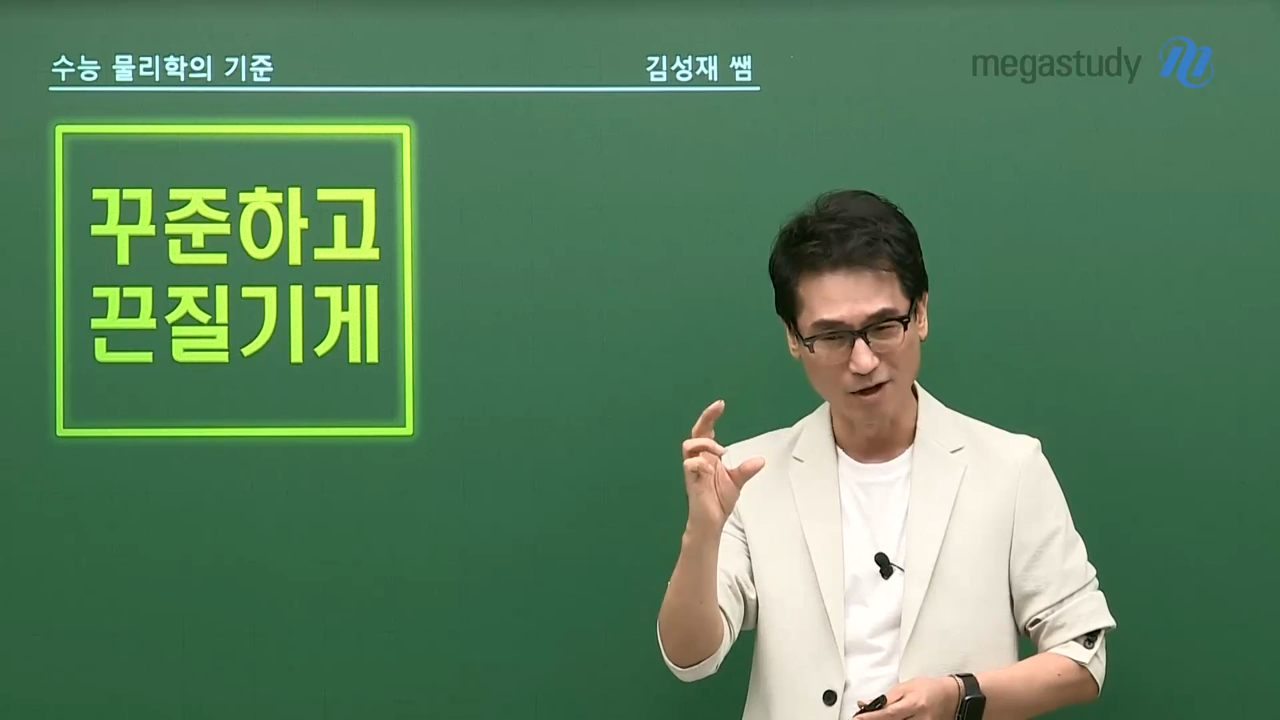 수능 물리학의 기준
김성재 쌤
megastudy
꾸준하고
끈질기게